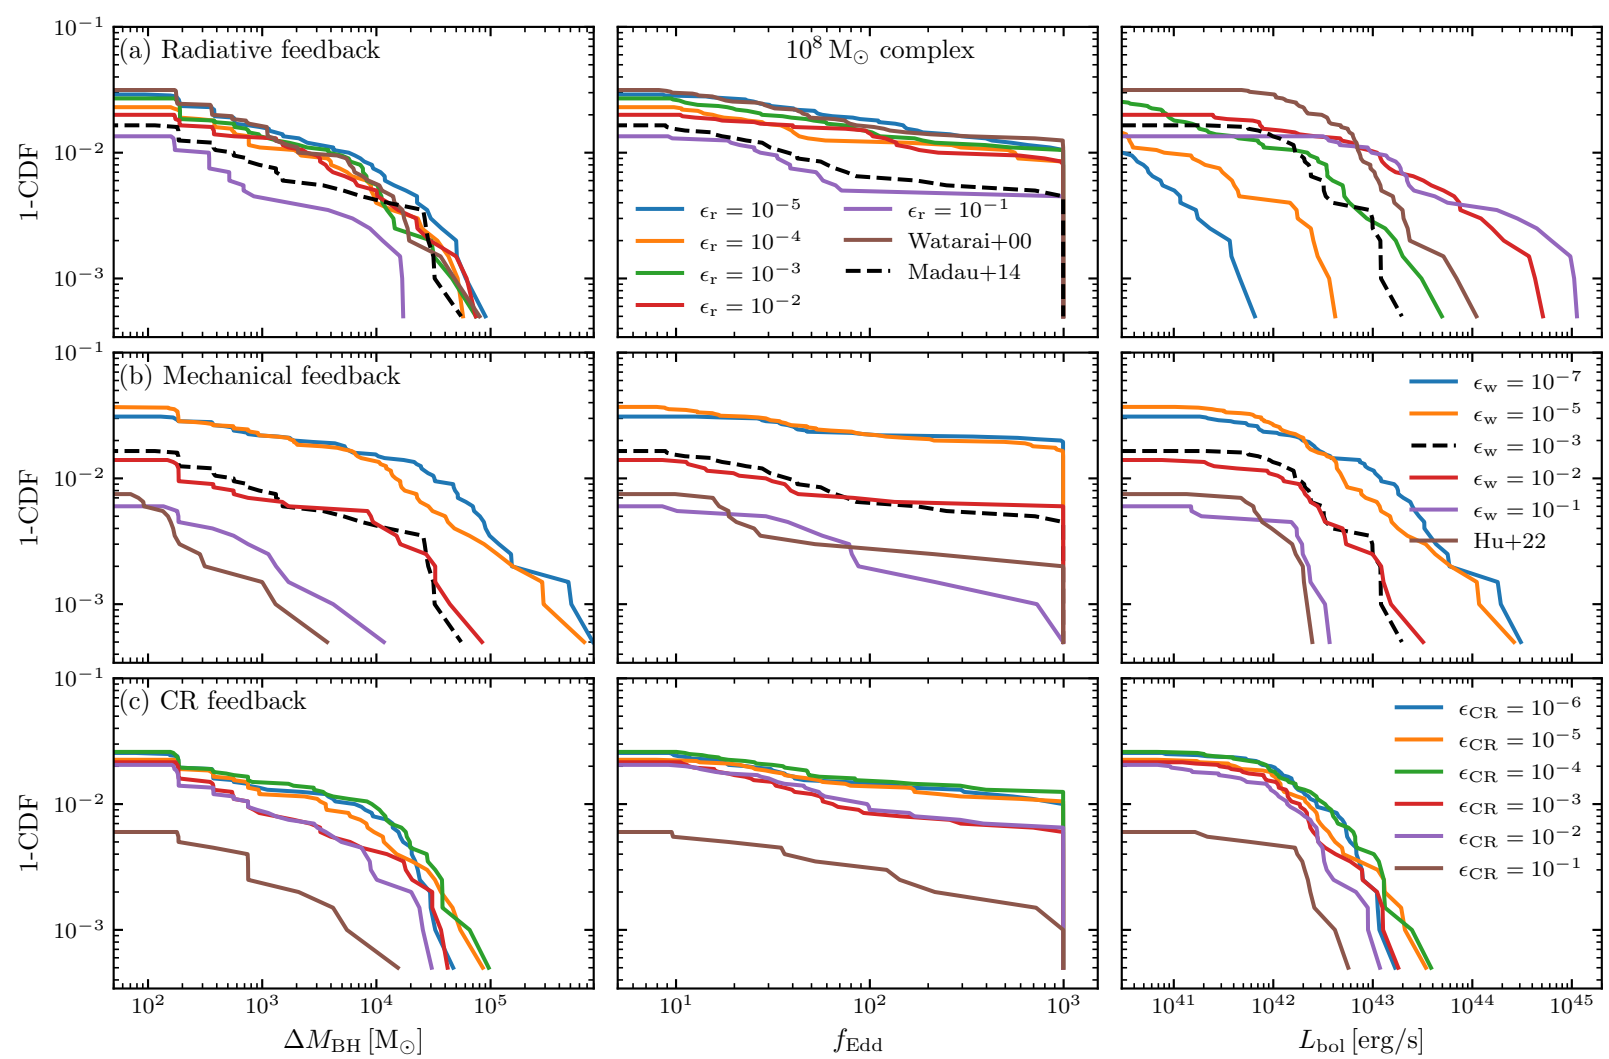 (a) Radiative feedback
10⁸ M⊙ complex
1-CDF
10⁻¹
10⁻²
10⁻³
ϵr = 10⁻⁵
ϵr = 10⁻⁴
ϵr = 10⁻³
ϵr = 10⁻²
ϵr = 10⁻¹
Watarai+00
Madau+14
(b) Mechanical feedback
1-CDF
10⁻¹
10⁻²
10⁻³
ϵw = 10⁻⁷
ϵw = 10⁻⁵
ϵw = 10⁻³
ϵw = 10⁻²
ϵw = 10⁻¹
Hu+22
(c) CR feedback
1-CDF
10⁻¹
10⁻²
10⁻³
ϵCR = 10⁻⁶
ϵCR = 10⁻⁵
ϵCR = 10⁻⁴
ϵCR = 10⁻³
ϵCR = 10⁻²
ϵCR = 10⁻¹
10² 10³ 10⁴ 10⁵
10¹ 10² 10³
10⁴¹ 10⁴² 10⁴³ 10⁴⁴ 10⁴⁵
ΔMBH [M⊙]
fEdd
Lbol [erg/s]